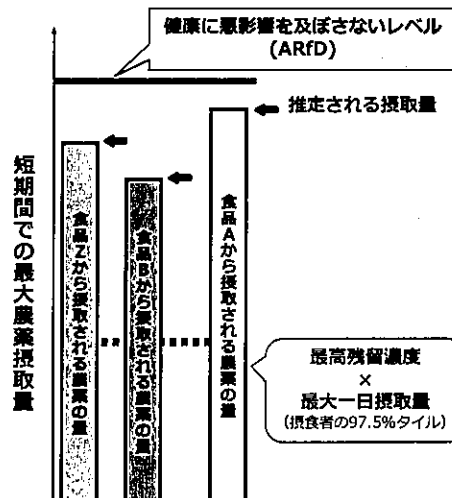 健康に悪影響を及ぼさないレベル
(ARfD)
推定される摂取量
短期間での最大農薬摂取量
食品Zから摂取される農薬の量
食品Bから摂取される農薬の量
食品Aから摂取される農薬の量
最高残留濃度
×
最大一日摂取量
(摂食者の97.5%タイル)